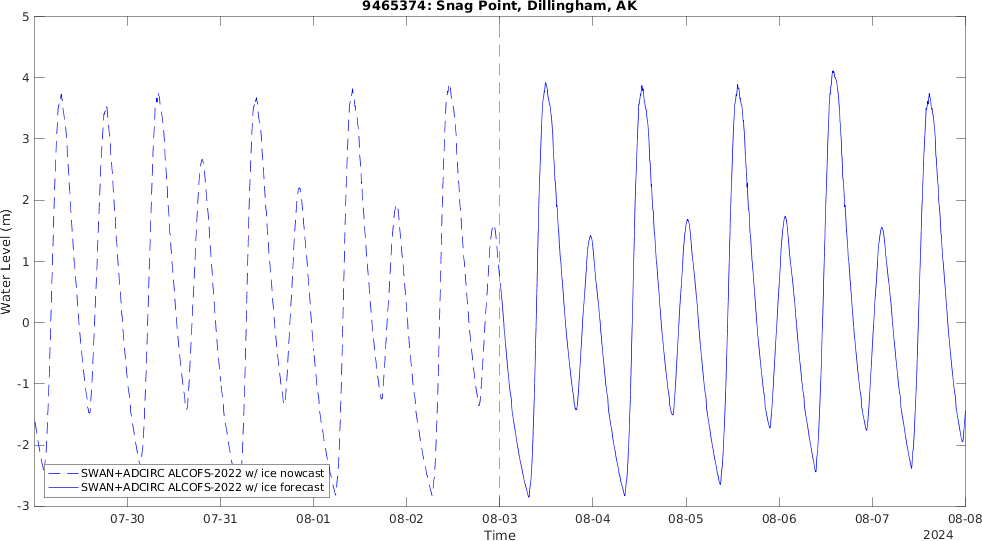 9465374: Snag Point, Dillingham, AK
Water Level (m)
5
4
3
2
1
0
-1
-2
-3
SWAN+ADCIRC ALCOFS-2022 w/ ice nowcast
SWAN+ADCIRC ALCOFS-2022 w/ ice forecast
07-30 07-31 08-01 08-02 08-03 08-04 08-05 08-06 08-07 08-08
Time
2024